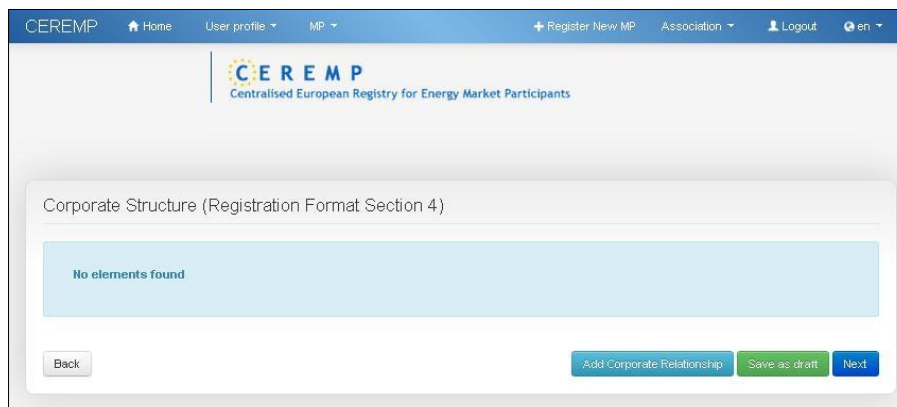 CEREMP Home User profile MP Register New MP Association Logout en
CEREMP
Centralised European Registry for Energy Market Participants
Corporate Structure (Registration Format Section 4)
No elements found
Back Add Corporate Relationship Save as draft Next